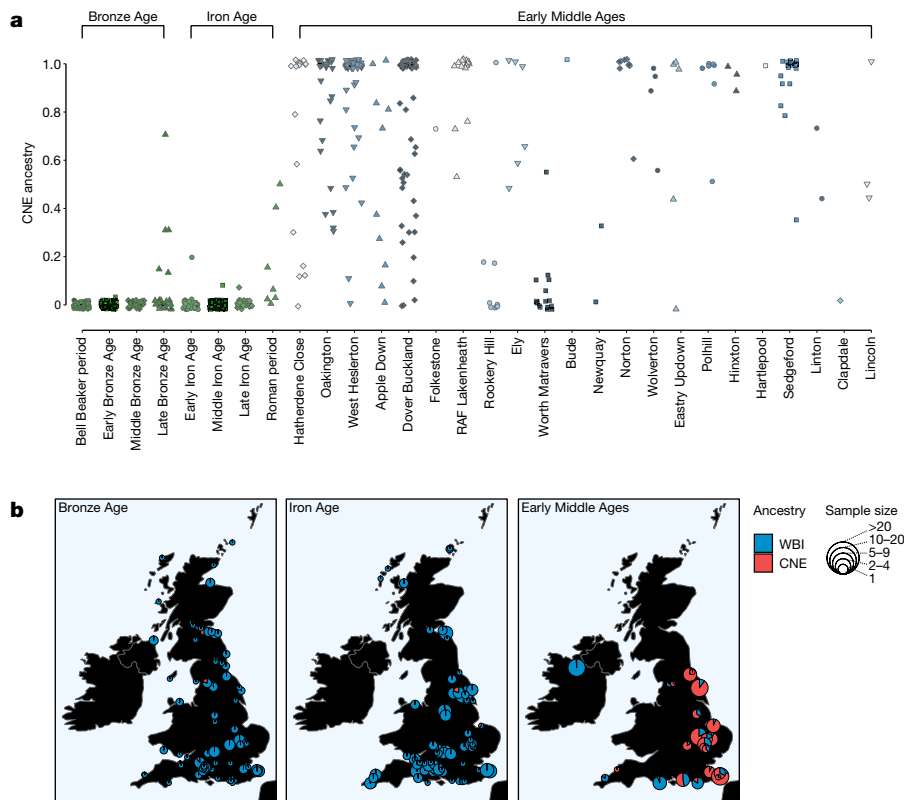 a
Bronze Age
Iron Age
Early Middle Ages
CNE ancestry
1.0
0.8
0.6
0.4
0.2
0
Bell Beaker period
Early Bronze Age
Middle Bronze Age
Late Bronze Age
Early Iron Age
Middle Iron Age
Late Iron Age
Roman period
Hatherdene Close
Oakington
West Heslerton
Apple Down
Dover Buckland
Folkestone
RAF Lakenheath
Rookery Hill
Ely
Worth Matravers
Bude
Newquay
Norton
Wolverton
Eastry Updown
Polhill
Hinxton
Hartlepool
Sedgeford
Linton
Clapdale
Lincoln
b
Bronze Age
Iron Age
Early Middle Ages
Ancestry
WBI
CNE
Sample size
>20
10–20
5–9
2–4
1